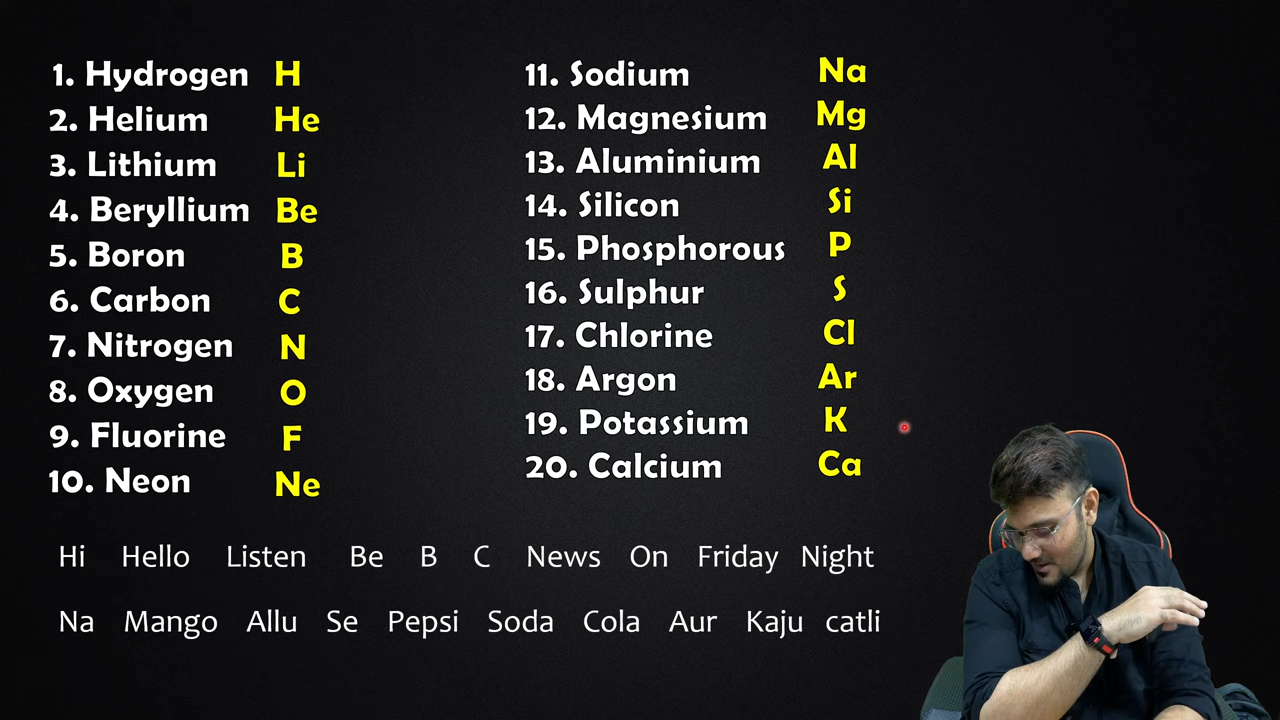 1. Hydrogen H
2. Helium He
3. Lithium Li
4. Beryllium Be
5. Boron B
6. Carbon C
7. Nitrogen N
8. Oxygen O
9. Fluorine F
10. Neon Ne
11. Sodium Na
12. Magnesium Mg
13. Aluminium Al
14. Silicon Si
15. Phosphorous P
16. Sulphur S
17. Chlorine Cl
18. Argon Ar
19. Potassium K
20. Calcium Ca
Hi Hello Listen Be B C News On Friday Night
Na Mango Allu Se Pepsi Soda Cola Aur Kaju catli